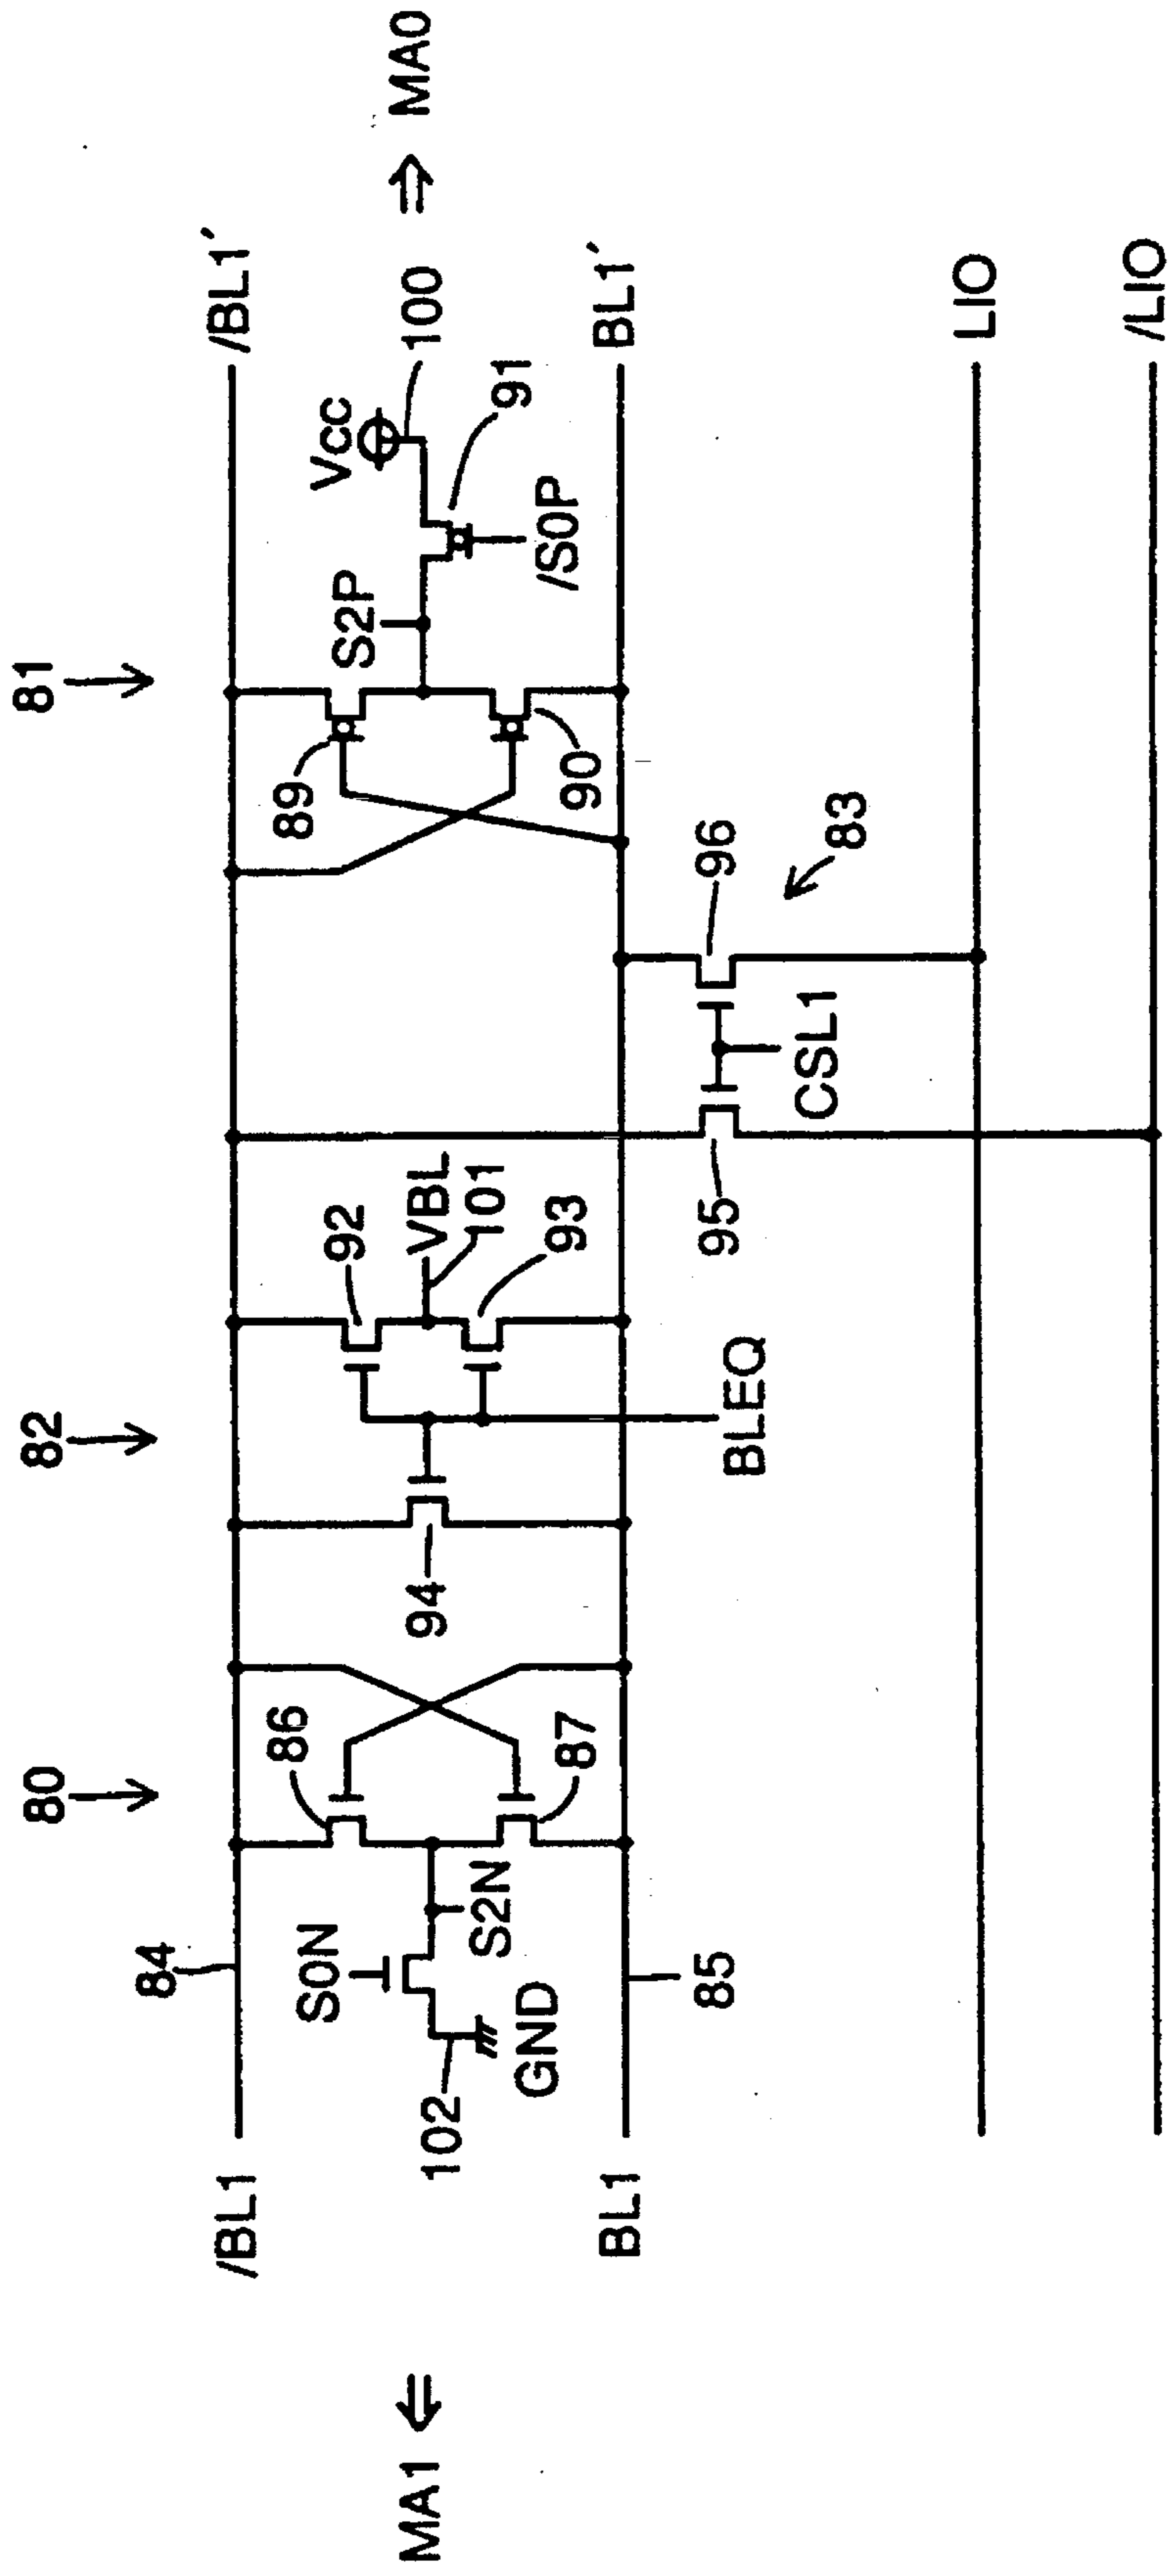 80
82
81
/BL1
84
/BL1´
86
92
89
S0N
S2P
Vcc
100
94
VBL
101
MA1
MA0
102
S2N
GND
87
93
90
/S0P
91
BL1
85
BL1´
BLEQ
95
96
CSL1
83
LIO
/LIO